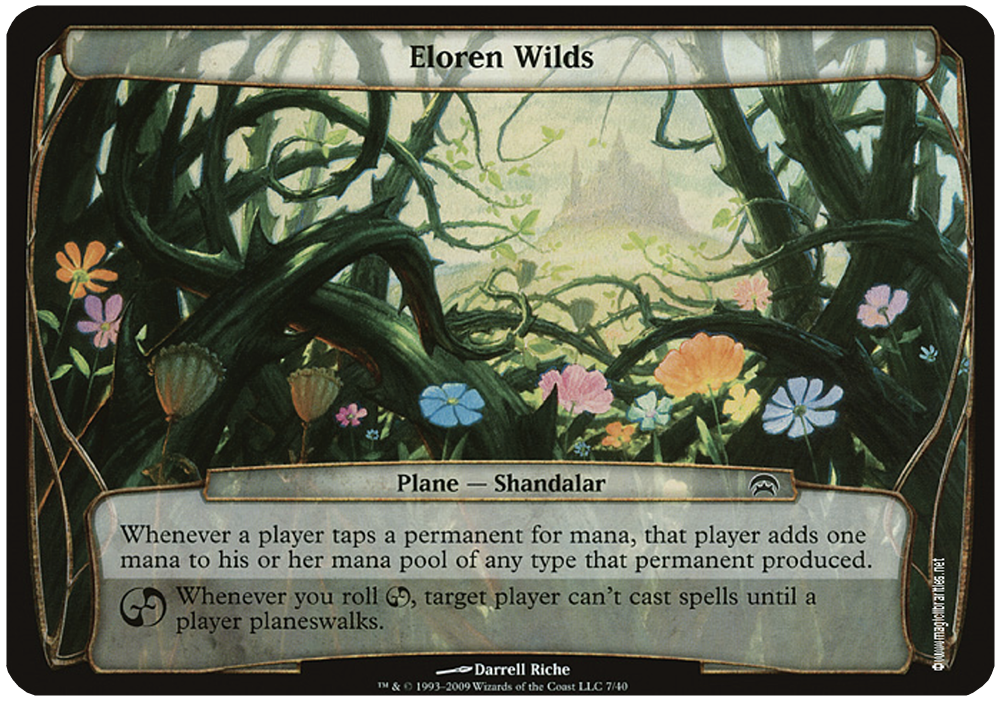 Eloren Wilds
Plane — Shandalar
Whenever a player taps a permanent for mana, that player adds one
mana to his or her mana pool of any type that permanent produced.
Whenever you roll , target player can't cast spells until a
player planeswalks.
Darrell Riche
™ & © 1993–2009 Wizards of the Coast LLC 7/40
© www.magiclibrarities.net